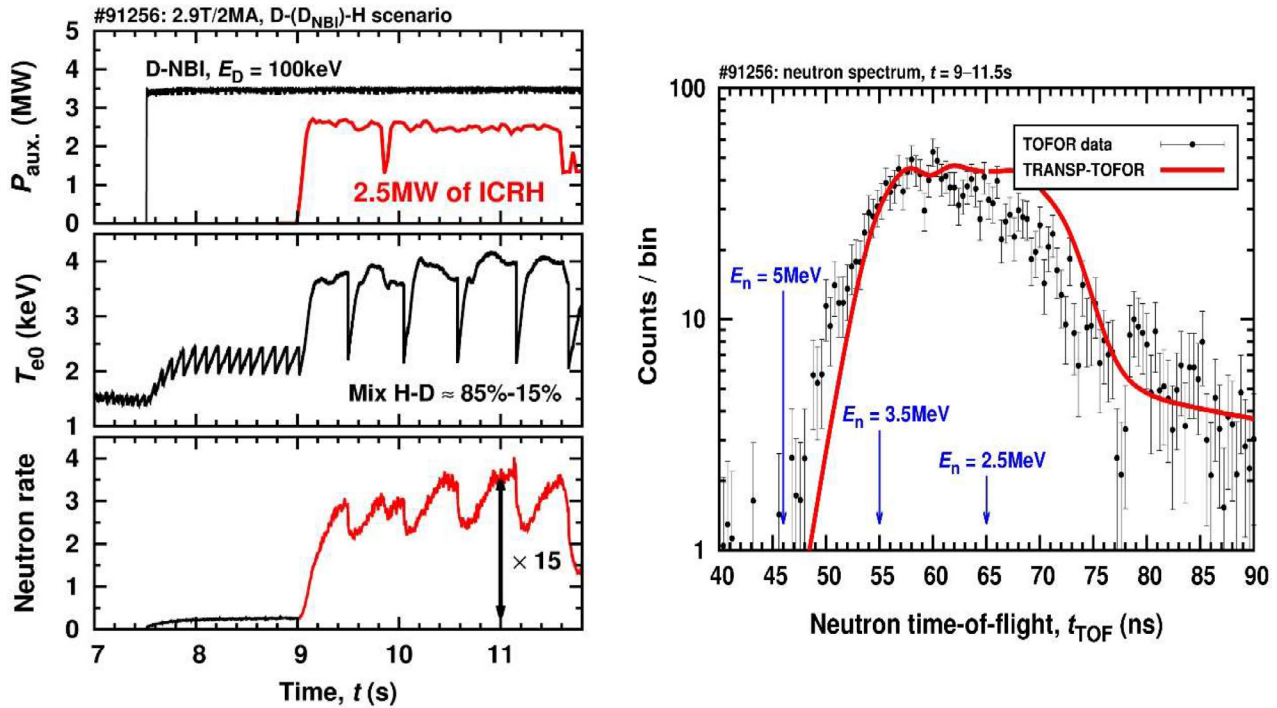 #91256: 2.9T/2MA, D-(D_NBI)-H scenario
5
4
3
2
1
0
P_aux. (MW)
D-NBI, E_D = 100keV
2.5MW of ICRH
4
3
2
1
T_e0 (keV)
Mix H-D ≈ 85%-15%
4
3
2
1
0
Neutron rate
× 15
7 8 9 10 11
Time, t (s)
#91256: neutron spectrum, t = 9–11.5s
100
10
1
Counts / bin
TOFOR data
TRANSP-TOFOR
E_n = 5MeV
E_n = 3.5MeV
E_n = 2.5MeV
40 45 50 55 60 65 70 75 80 85 90
Neutron time-of-flight, t_TOF (ns)